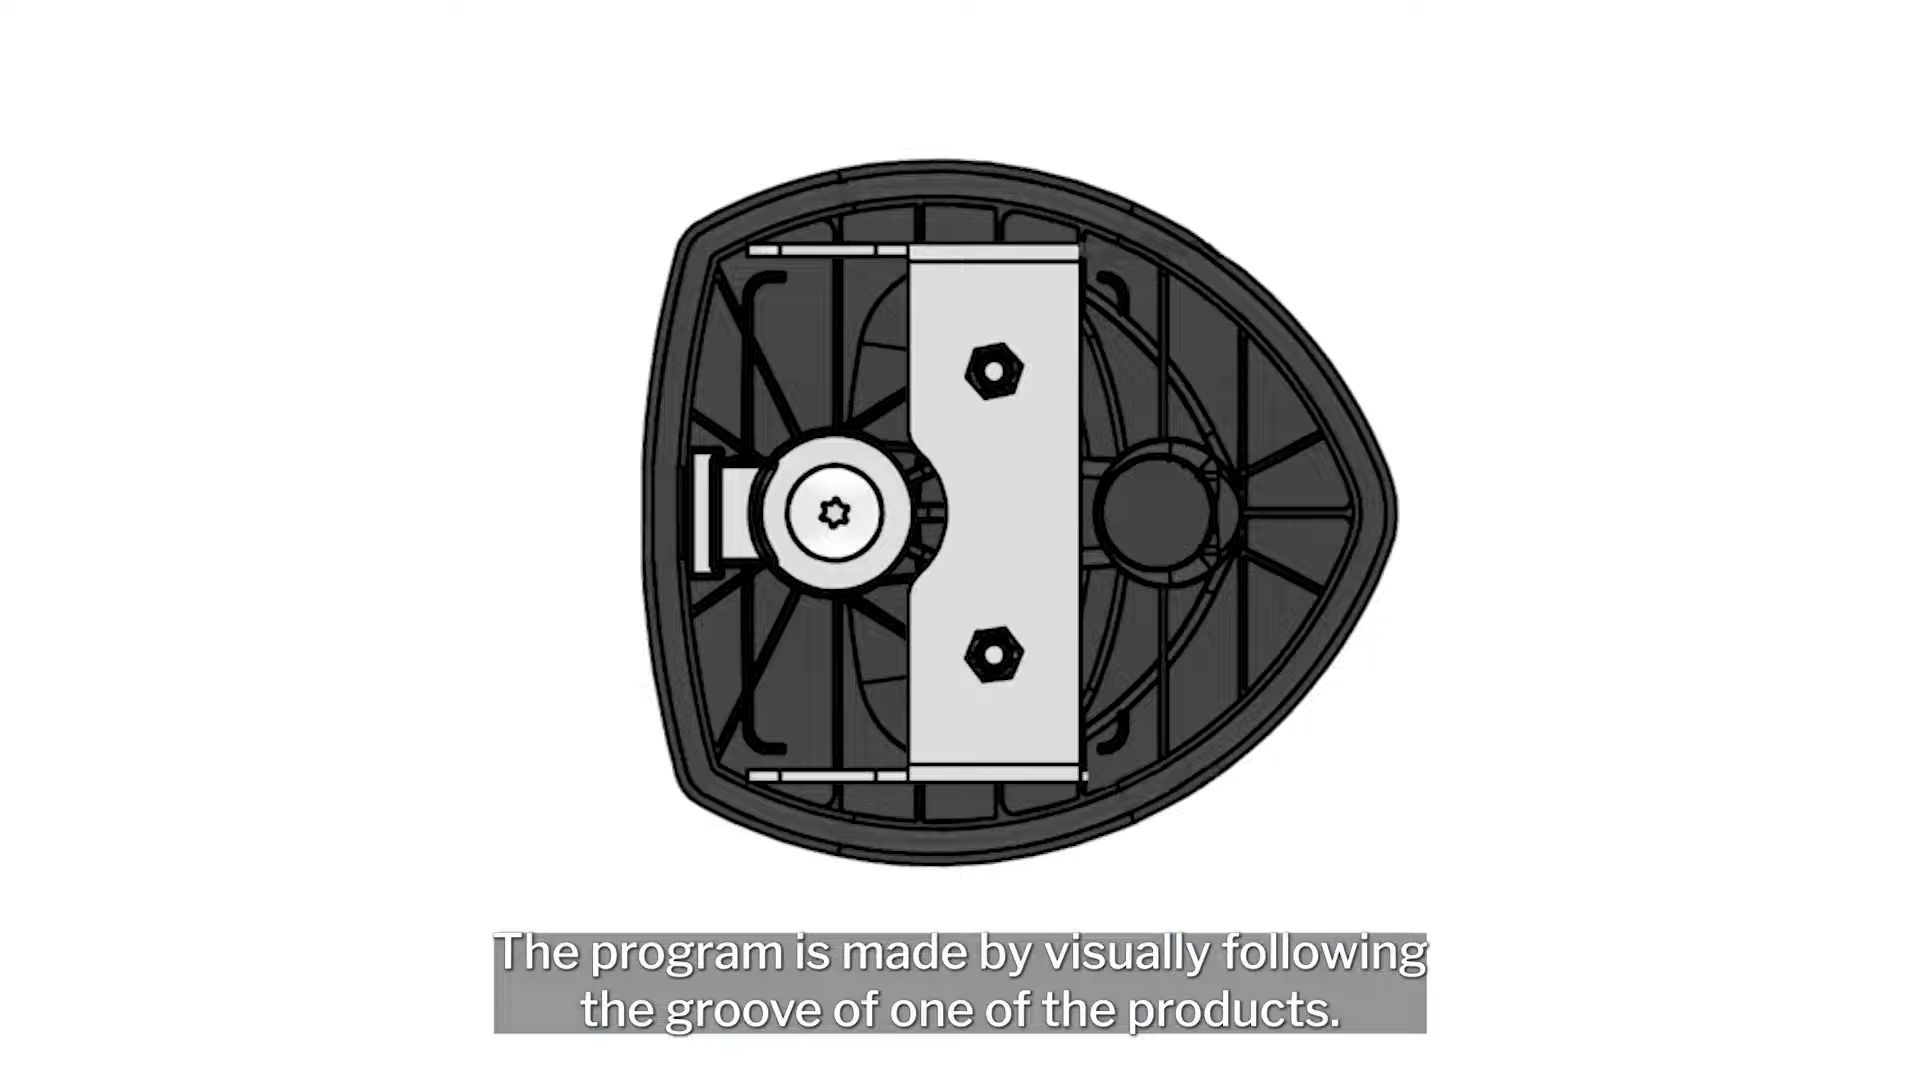 The program is made by visually following
the groove of one of the products.